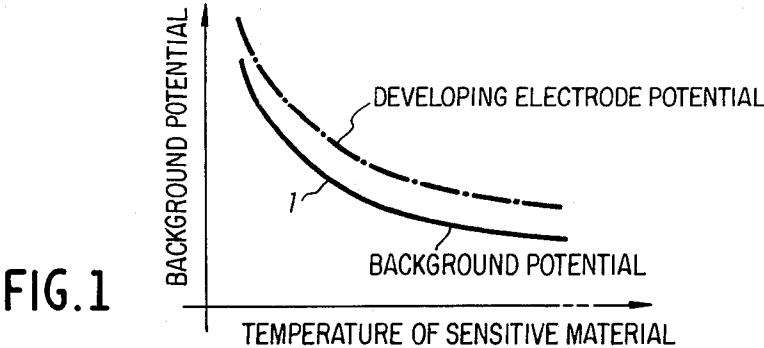 BACKGROUND POTENTIAL
DEVELOPING ELECTRODE POTENTIAL
1
BACKGROUND POTENTIAL
FIG.1
TEMPERATURE OF SENSITIVE MATERIAL